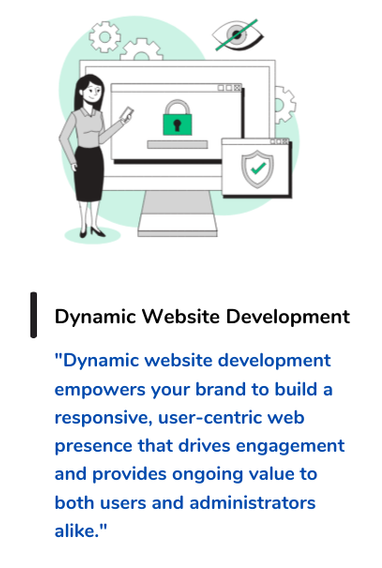 Dynamic Website Development
"Dynamic website development
empowers your brand to build a
responsive, user-centric web
presence that drives engagement
and provides ongoing value to
both users and administrators
alike."